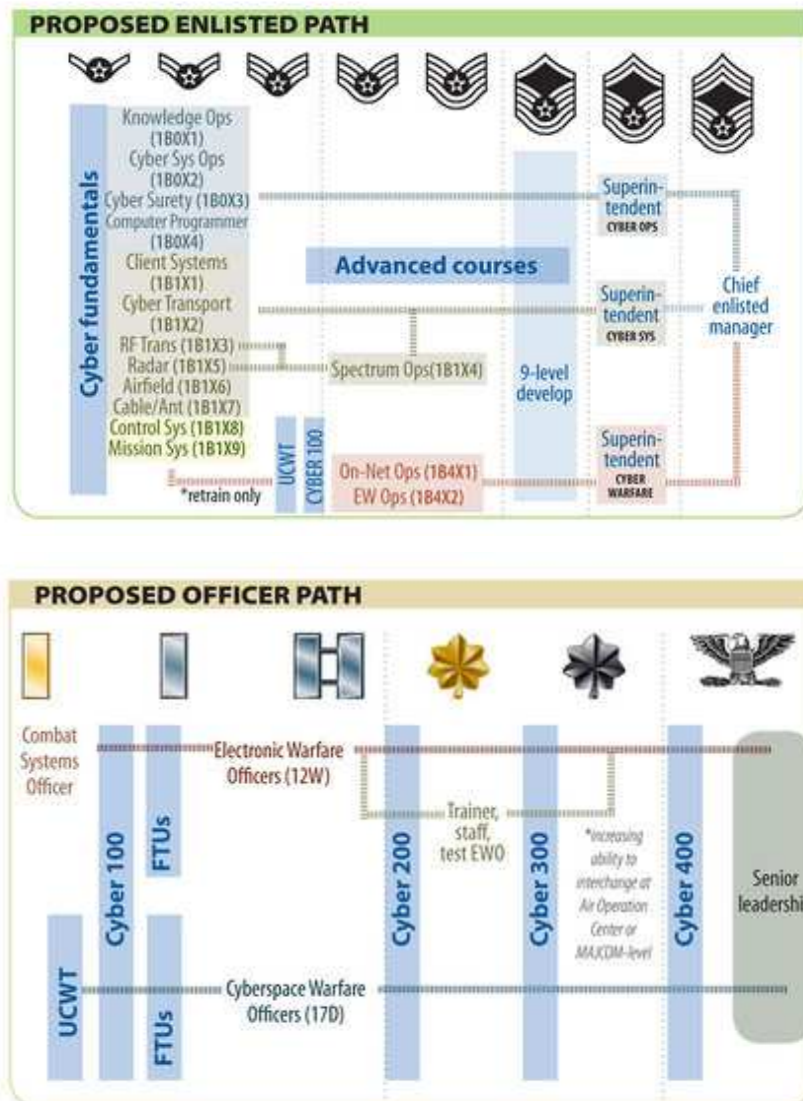 PROPOSED ENLISTED PATH
Cyber fundamentals
Knowledge Ops
(1B0X1)
Cyber Sys Ops
(1B0X2)
Cyber Surety (1B0X3)
Computer Programmer
(1B0X4)
Client Systems
(1B1X1)
Cyber Transport
(1B1X2)
RF Trans (1B1X3)
Radar (1B1X5)
Airfield (1B1X6)
Cable/Ant (1B1X7)
Control Sys (1B1X8)
Mission Sys (1B1X9)
*retrain only
UCWT
CYBER 100
Advanced courses
Spectrum Ops(1B1X4)
On-Net Ops (1B4X1)
EW Ops (1B4X2)
9-level
develop
Superin-
tendent
CYBER OPS
Superin-
tendent
CYBER SYS
Superin-
tendent
CYBER
WARFARE
Chief
enlisted
manager
PROPOSED OFFICER PATH
Combat
Systems
Officer
UCWT
Cyber 100
FTUs
FTUs
Electronic Warfare
Officers (12W)
Cyberspace Warfare
Officers (17D)
Cyber 200
Trainer,
staff,
test EWO
Cyber 300
*Increasing
ability to
interchange at
Air Operation
Center or
MAJCOM-level
Cyber 400
Senior
leadershi